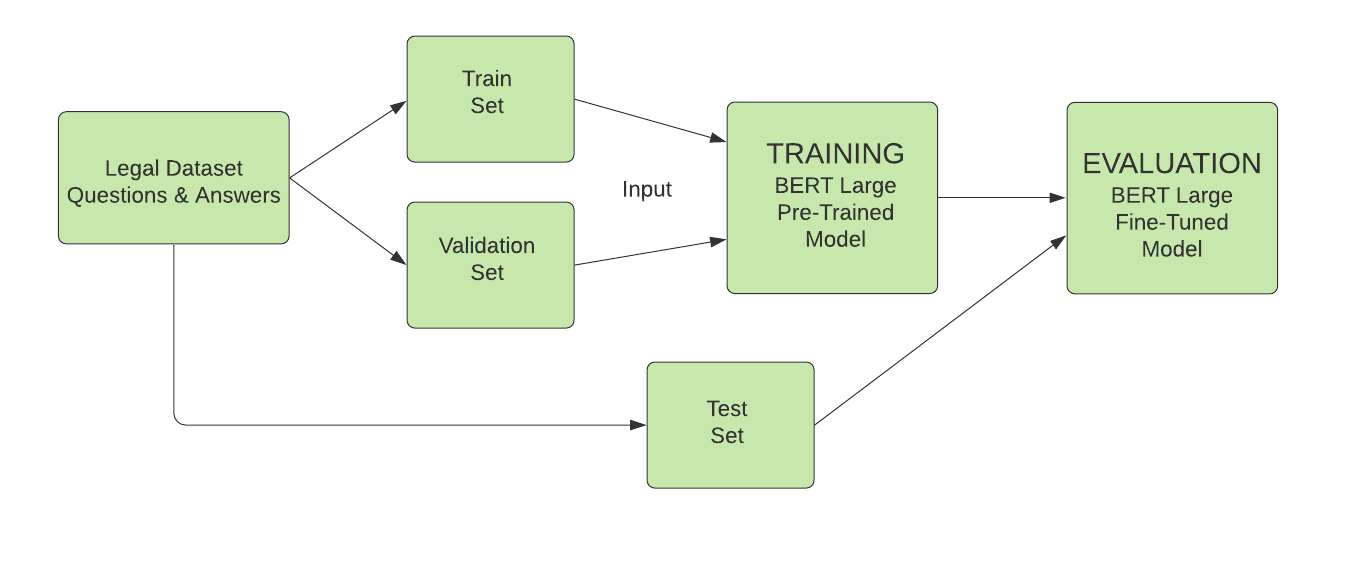 Legal Dataset
Questions & Answers
Train
Set
Validation
Set
Input
TRAINING
BERT Large
Pre-Trained
Model
EVALUATION
BERT Large
Fine-Tuned
Model
Test
Set